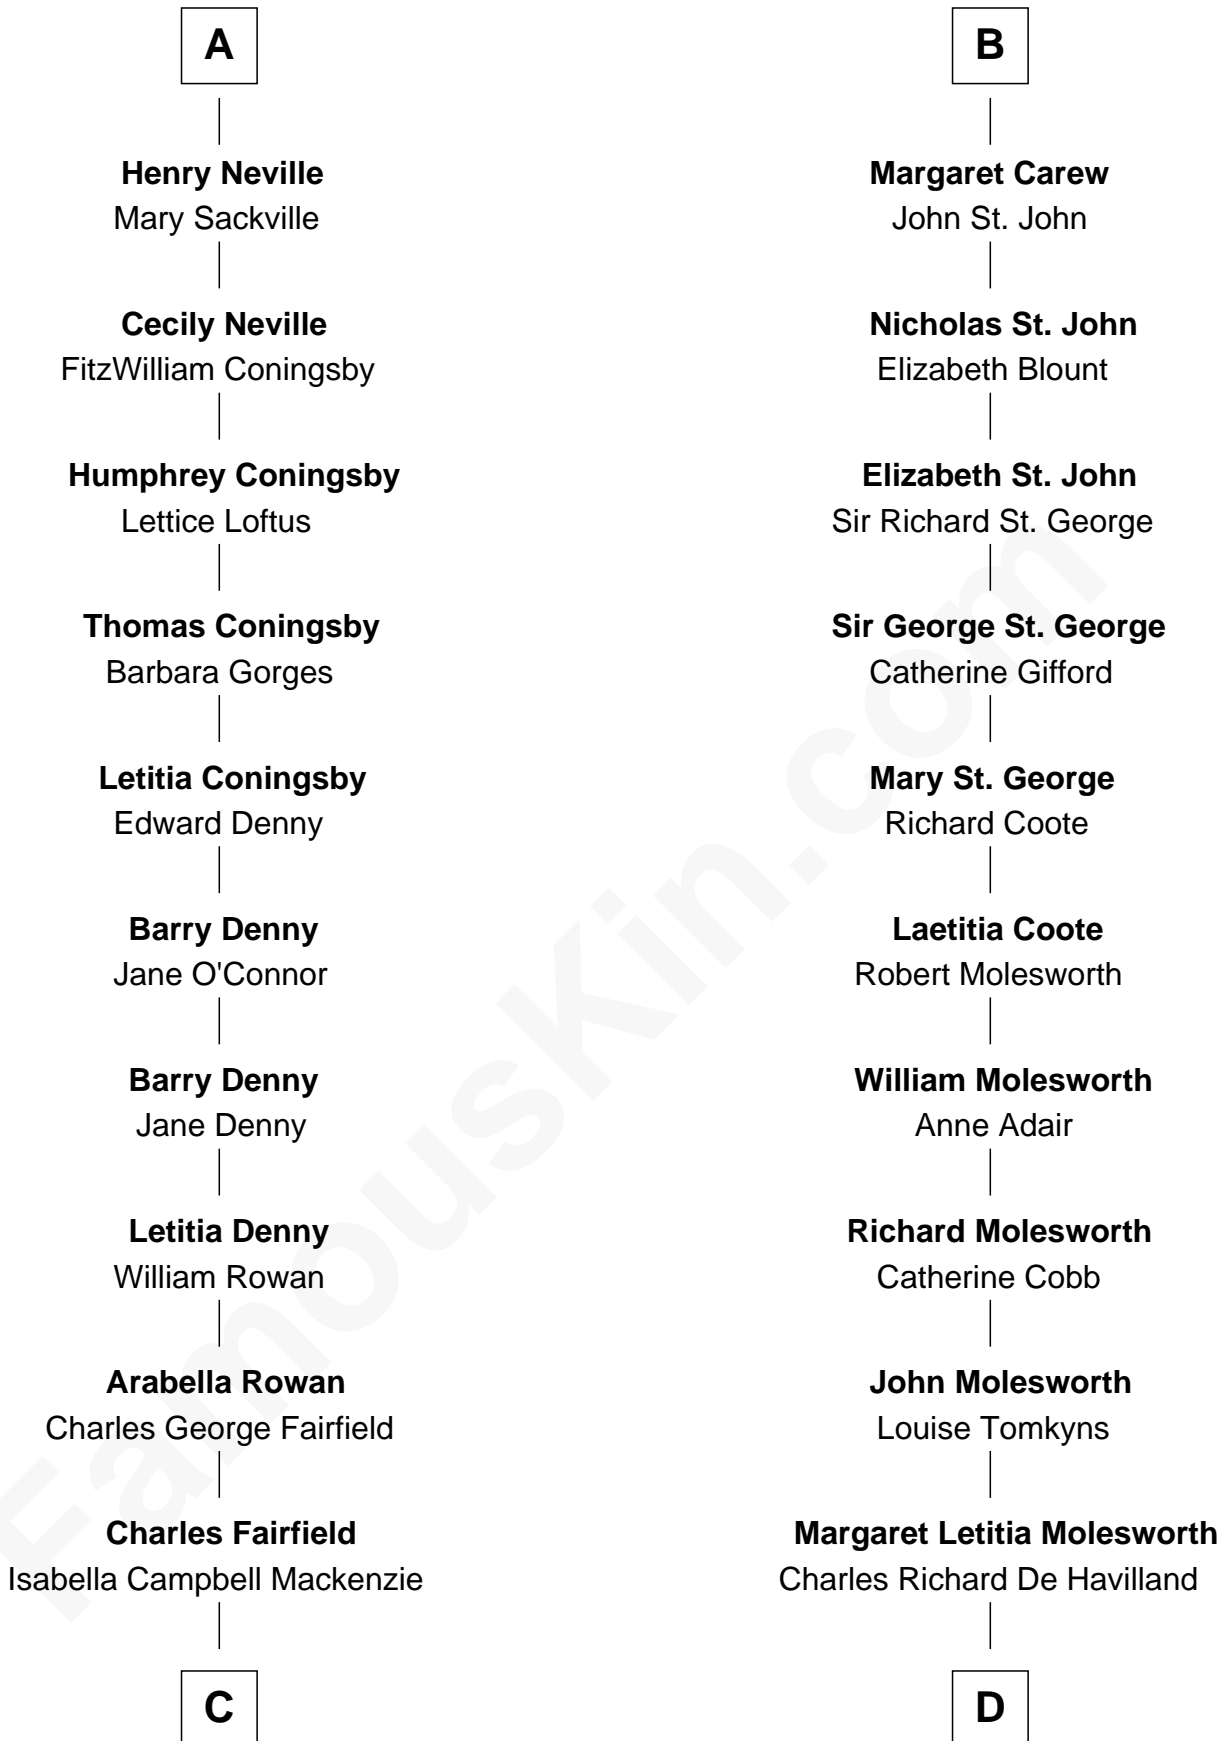 A
Henry Neville
Mary Sackville
Cecily Neville
FitzWilliam Coningsby
Humphrey Coningsby
Lettice Loftus
Thomas Coningsby
Barbara Gorges
Letitia Coningsby
Edward Denny
Barry Denny
Jane O'Connor
Barry Denny
Jane Denny
Letitia Denny
William Rowan
Arabella Rowan
Charles George Fairfield
Charles Fairfield
Isabella Campbell Mackenzie
C
B
Margaret Carew
John St. John
Nicholas St. John
Elizabeth Blount
Elizabeth St. John
Sir Richard St. George
Sir George St. George
Catherine Gifford
Mary St. George
Richard Coote
Laetitia Coote
Robert Molesworth
William Molesworth
Anne Adair
Richard Molesworth
Catherine Cobb
John Molesworth
Louise Tomkyns
Margaret Letitia Molesworth
Charles Richard De Havilland
D
FamousKin.com